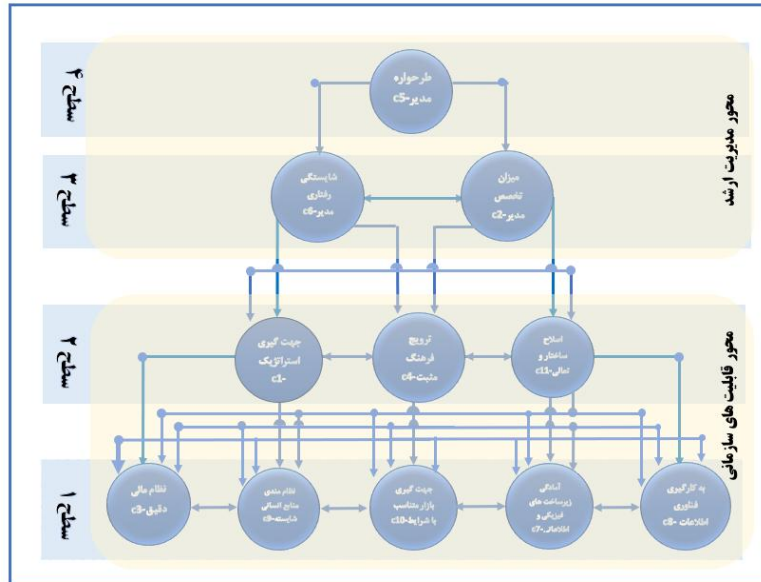 سطح ۴
طرحواره
مدیر-c5
محور مدیریت ارشد
سطح ۳
شایستگی
رفتاری
مدیر-c6
میزان
تخصص
مدیر-c2
سطح ۲
جهت گیری
استراتژیک
c1-
ترویج
فرهنگ
مثبت-c4
اصلاح
ساختار و
تعالی-c11
محور قابلیت های سازمانی
سطح ۱
نظام مالی
دقیق-c3
نظام مندی
منابع انسانی
شایسته-c9
جهت گیری
بازار متناسب
با شرایط-c10
آمادگی
زیرساخت های
فیزیکی و
اطلاعاتی-c7
به کارگیری
فناوری
اطلاعات -c8